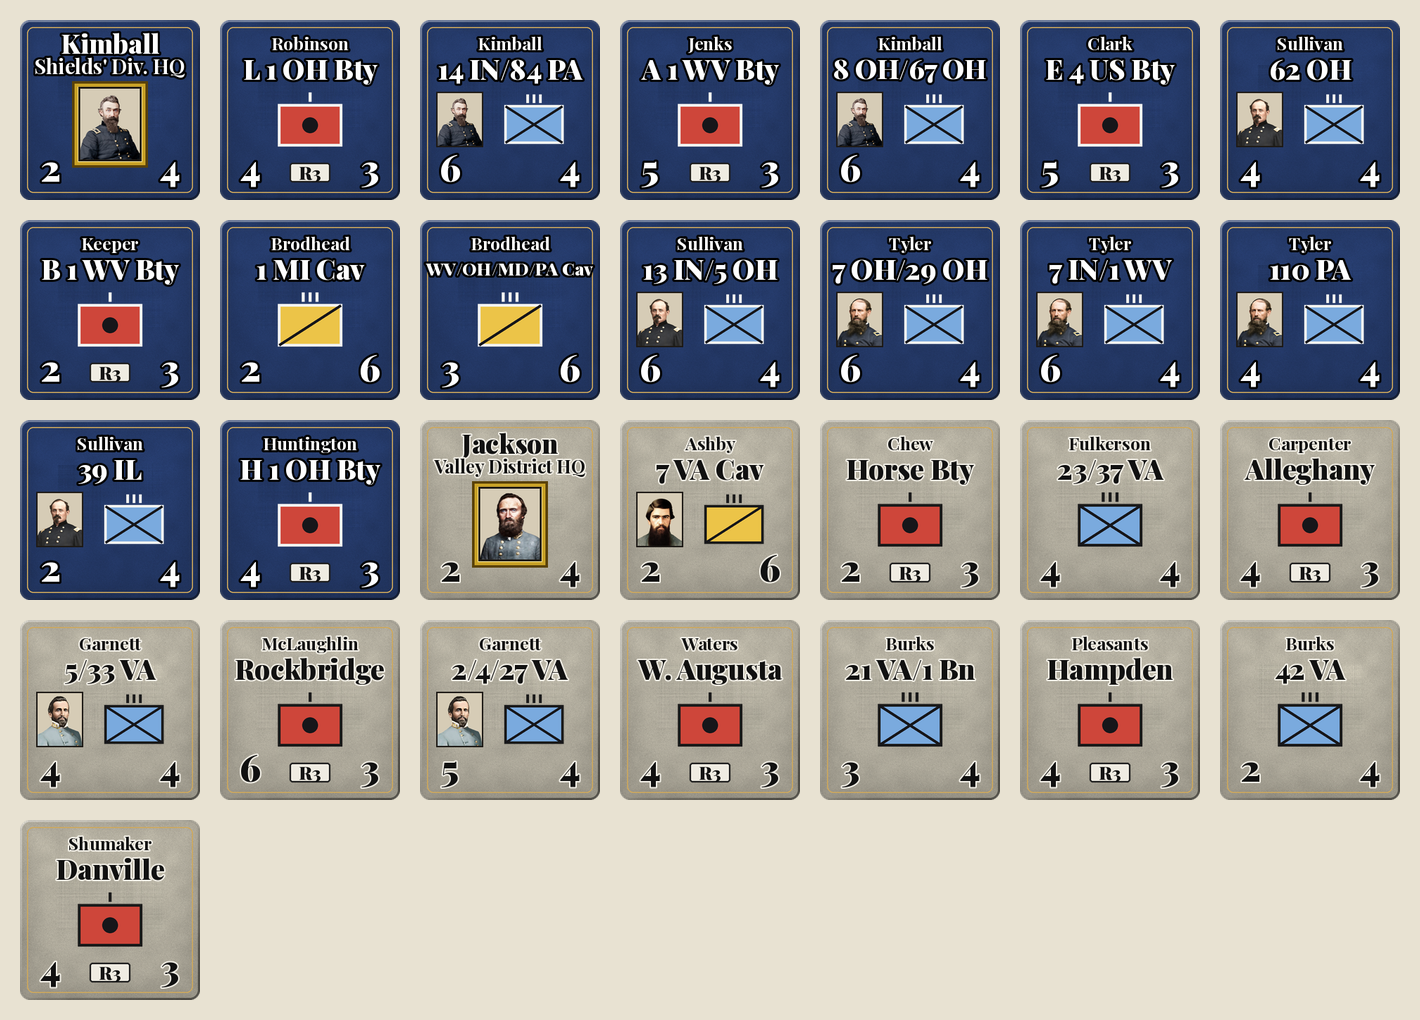 Kimball
Shields' Div. HQ
2 4
Robinson
L 1 OH Bty
4 R3 3
Kimball
14 IN/84 PA
6 4
Jenks
A 1 WV Bty
5 R3 3
Kimball
8 OH/67 OH
6 4
Clark
E 4 US Bty
5 R3 3
Sullivan
62 OH
4 4
Keeper
B 1 WV Bty
2 R3 3
Brodhead
1 MI Cav
2 6
Brodhead
WV/OH/MD/PA Cav
3 6
Sullivan
13 IN/5 OH
6 4
Tyler
7 OH/29 OH
6 4
Tyler
7 IN/1 WV
6 4
Tyler
110 PA
4 4
Sullivan
39 IL
2 4
Huntington
H 1 OH Bty
4 R3 3
Jackson
Valley District HQ
2 4
Ashby
7 VA Cav
2 6
Chew
Horse Bty
2 R3 3
Fulkerson
23/37 VA
4 4
Carpenter
Alleghany
4 R3 3
Garnett
5/33 VA
4 4
McLaughlin
Rockbridge
6 R3 3
Garnett
2/4/27 VA
5 4
Waters
W. Augusta
4 R3 3
Burks
21 VA/1 Bn
3 4
Pleasants
Hampden
4 R3 3
Burks
42 VA
2 4
Shumaker
Danville
4 R3 3